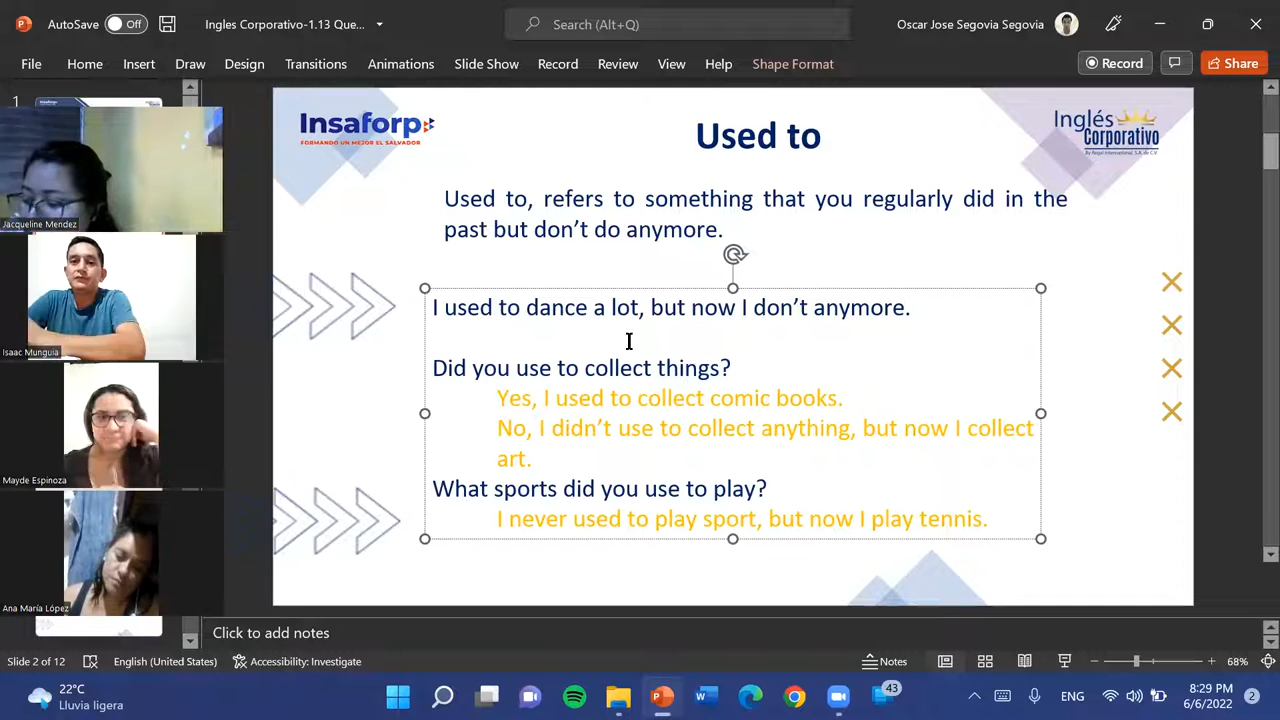 AutoSave Off Ingles Corporativo-1.13 Que... Search (Alt+Q) Oscar Jose Segovia Segovia
File Home Insert Draw Design Transitions Animations Slide Show Record Review View Help Shape Format Record Share
1
Insaforp
FORMANDO UN MEJOR EL SALVADOR
Inglés
Corporativo
Used to
Used to, refers to something that you regularly did in the
past but don't do anymore.
I used to dance a lot, but now I don't anymore.
Did you use to collect things?
Yes, I used to collect comic books.
No, I didn't use to collect anything, but now I collect
art.
What sports did you use to play?
I never used to play sport, but now I play tennis.
Jacqueline Mendez
Isaac Munguia
Mayde Espinoza
Ana María López
Click to add notes
Slide 2 of 12 English (United States) Accessibility: Investigate Notes 68%
22°C
Lluvia ligera
43
ENG
8:29 PM
6/6/2022
2